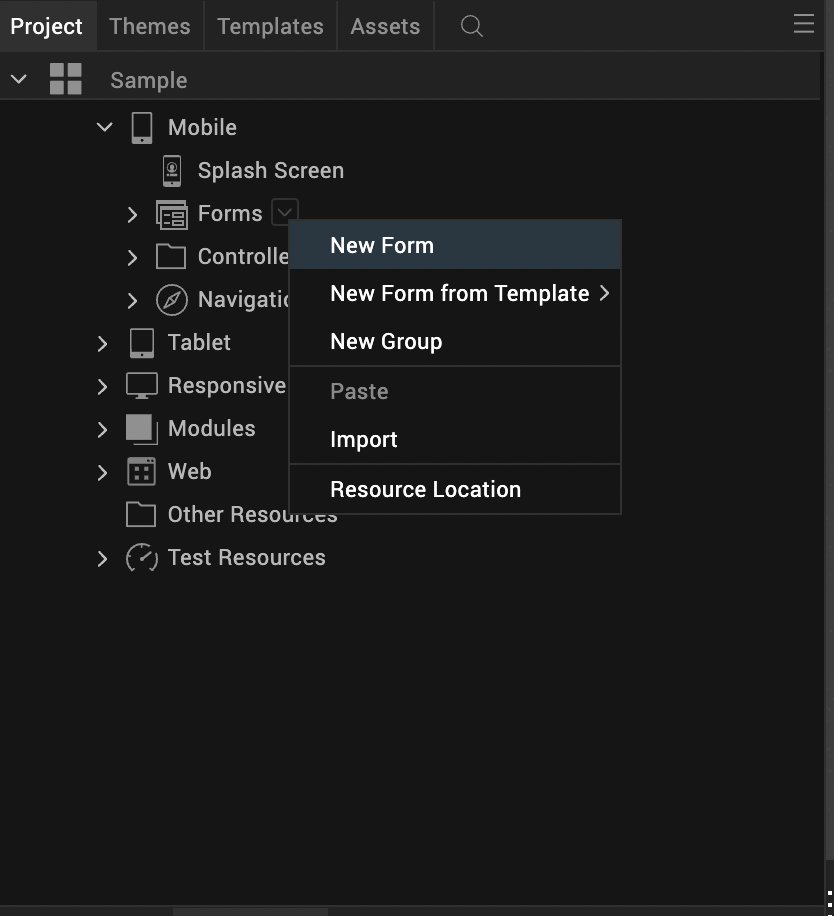 Project Themes Templates Assets
Sample
Mobile
Splash Screen
Forms
New Form
Controlle
New Form from Template
Navigatio
New Group
Tablet
Responsive
Paste
Modules
Import
Web
Resource Location
Other Resources
Test Resources